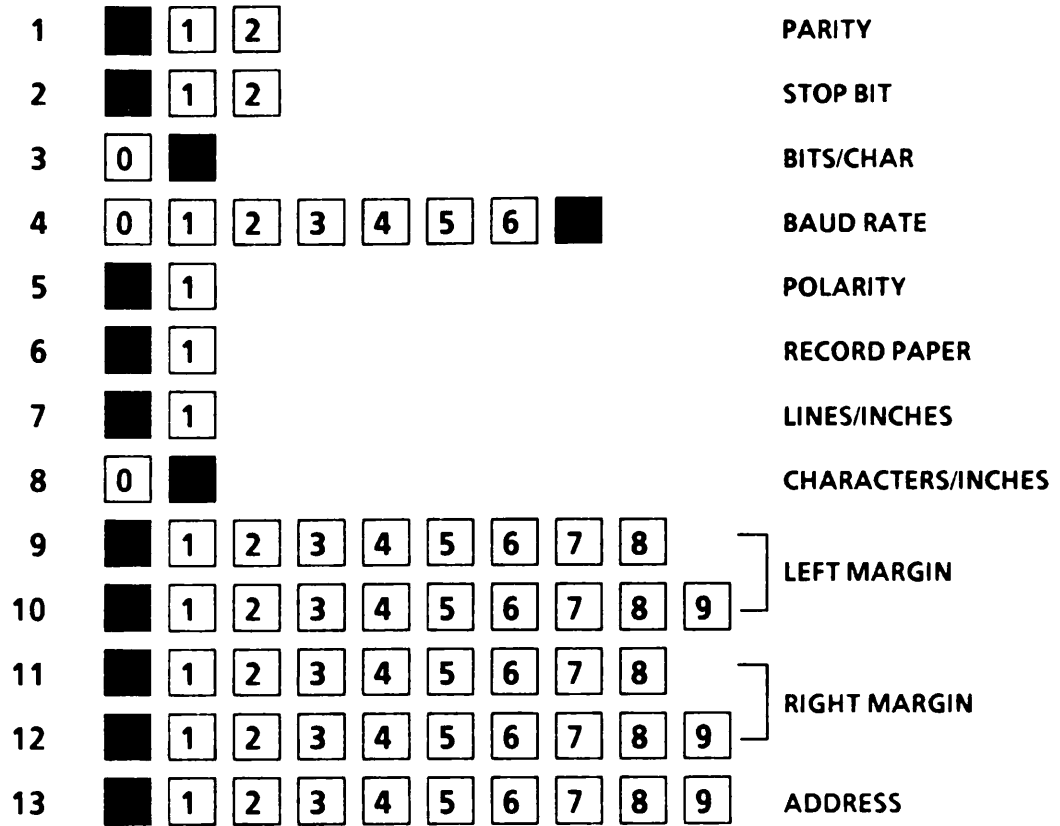 1 1 2 PARITY
2 1 2 STOP BIT
3 0 BITS/CHAR
4 0 1 2 3 4 5 6 BAUD RATE
5 1 POLARITY
6 1 RECORD PAPER
7 1 LINES/INCHES
8 0 CHARACTERS/INCHES
9 1 2 3 4 5 6 7 8
LEFT MARGIN
10 1 2 3 4 5 6 7 8 9
11 1 2 3 4 5 6 7 8
RIGHT MARGIN
12 1 2 3 4 5 6 7 8 9
13 1 2 3 4 5 6 7 8 9 ADDRESS